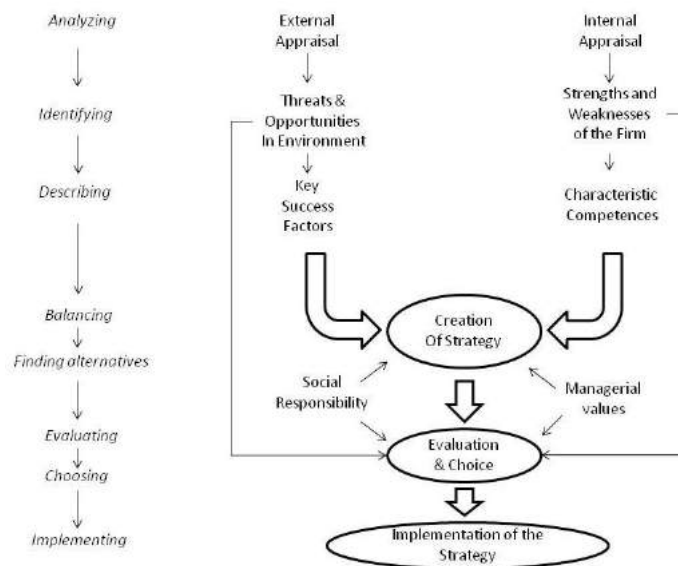 Analyzing
Identifying
Describing
Balancing
Finding alternatives
Evaluating
Choosing
Implementing
External
Appraisal
Threats &
Opportunities
In Environment
Key
Success
Factors
Internal
Appraisal
Strengths and
Weaknesses
of the Firm
Characteristic
Competences
Creation
Of Strategy
Social
Responsibility
Managerial
values
Evaluation
& Choice
Implementation of the
Strategy